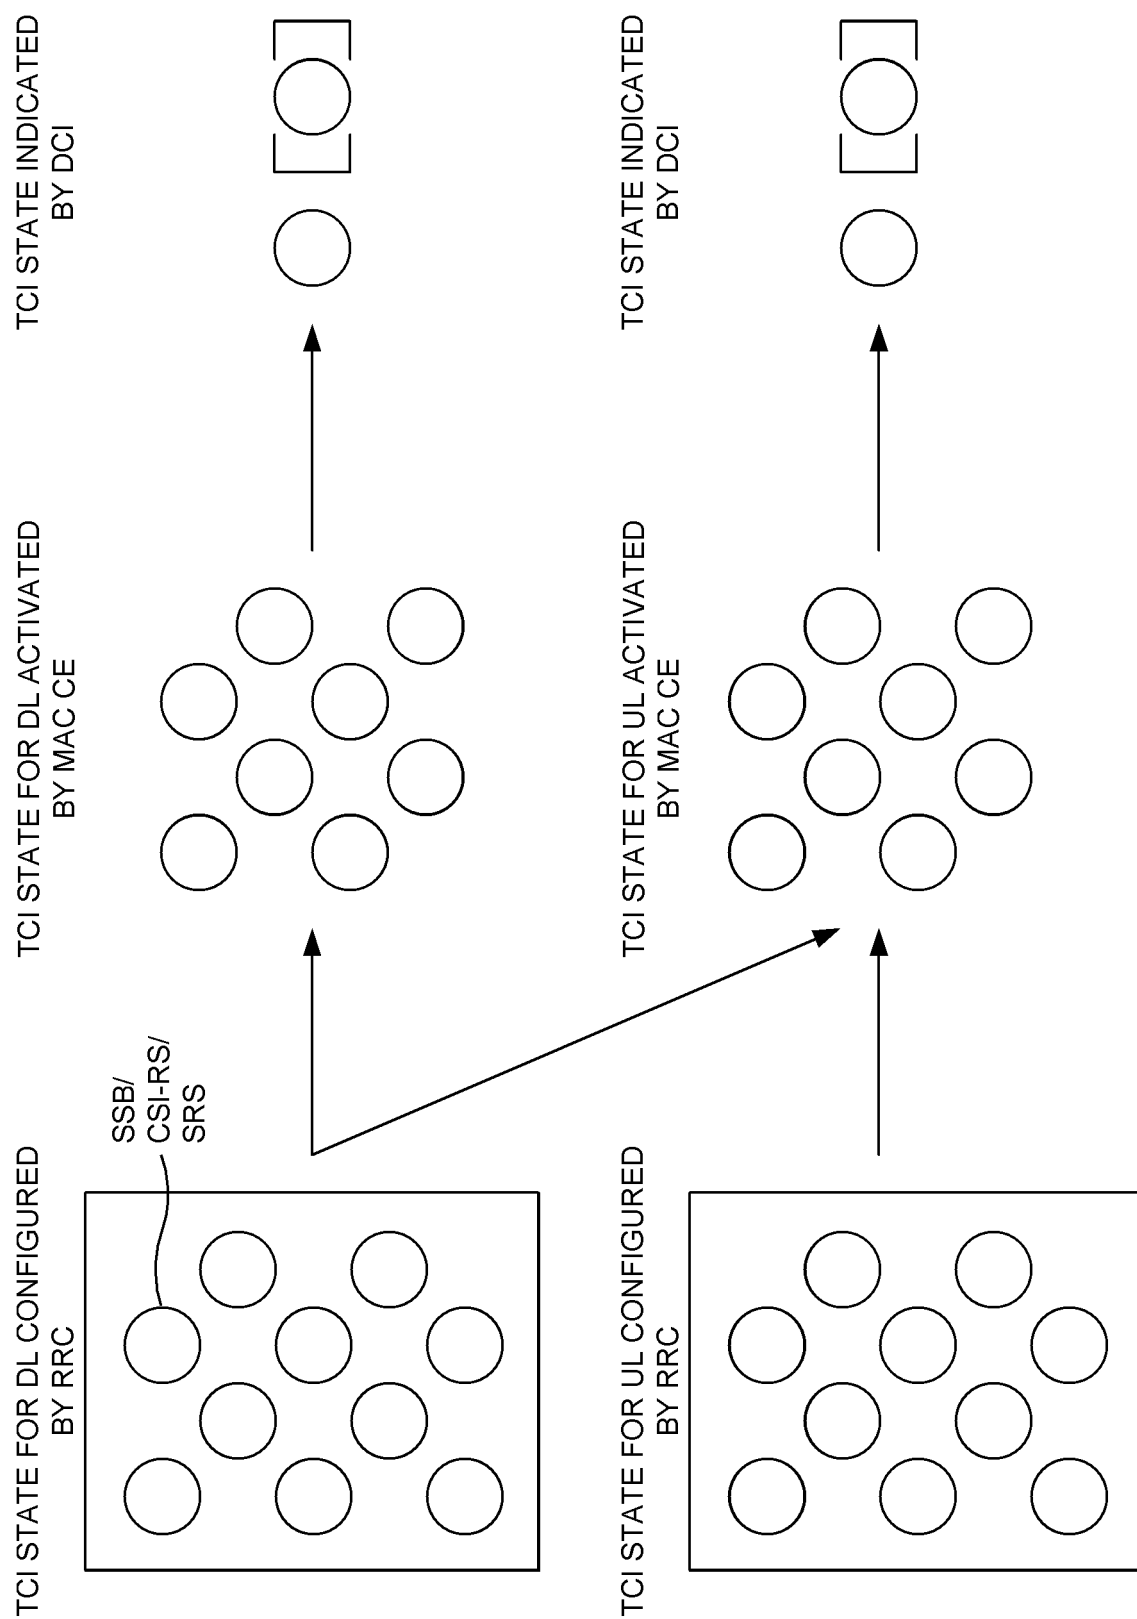 TCI STATE FOR DL CONFIGURED
BY RRC
SSB/
CSI-RS/
SRS
TCI STATE FOR DL ACTIVATED
BY MAC CE
TCI STATE INDICATED
BY DCI
TCI STATE FOR UL CONFIGURED
BY RRC
TCI STATE FOR UL ACTIVATED
BY MAC CE
TCI STATE INDICATED
BY DCI